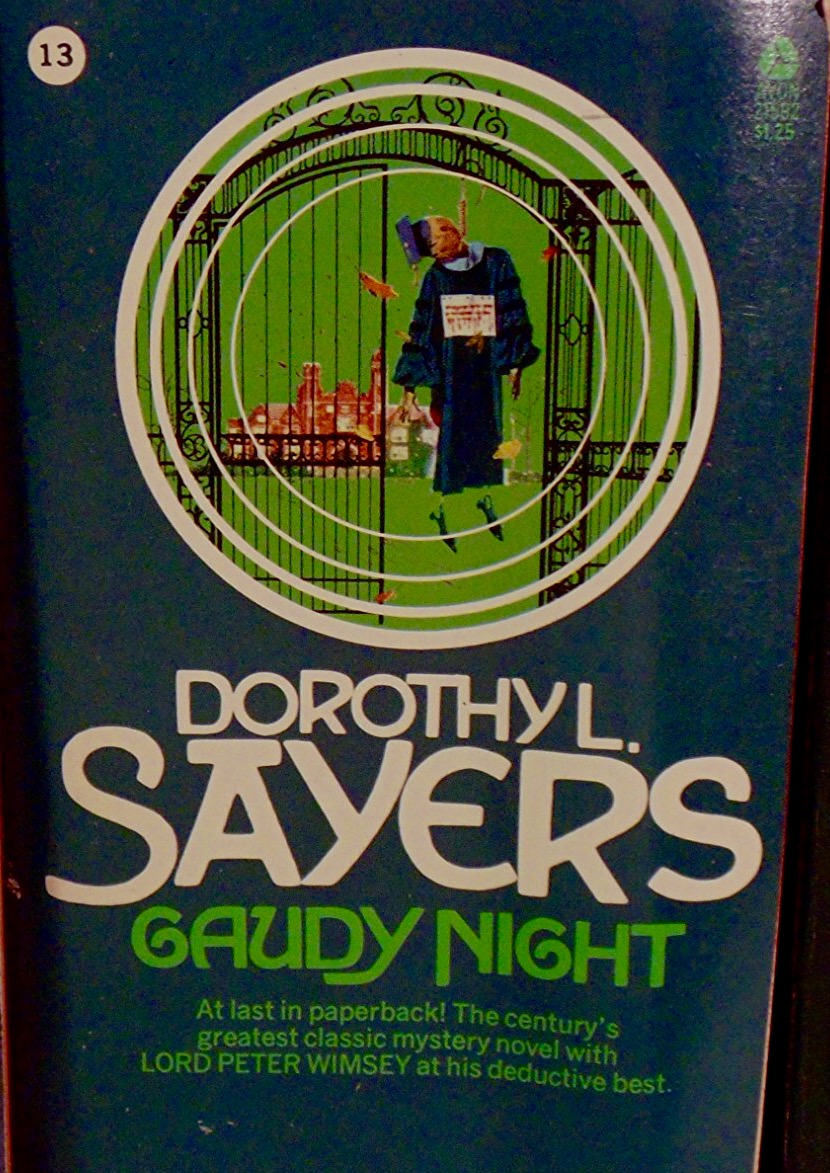 13
AVON
$1.25
DOROTHY L.
SAYERS
GAUDY NIGHT
At last in paperback! The century's
greatest classic mystery novel with
LORD PETER WIMSEY at his deductive best.